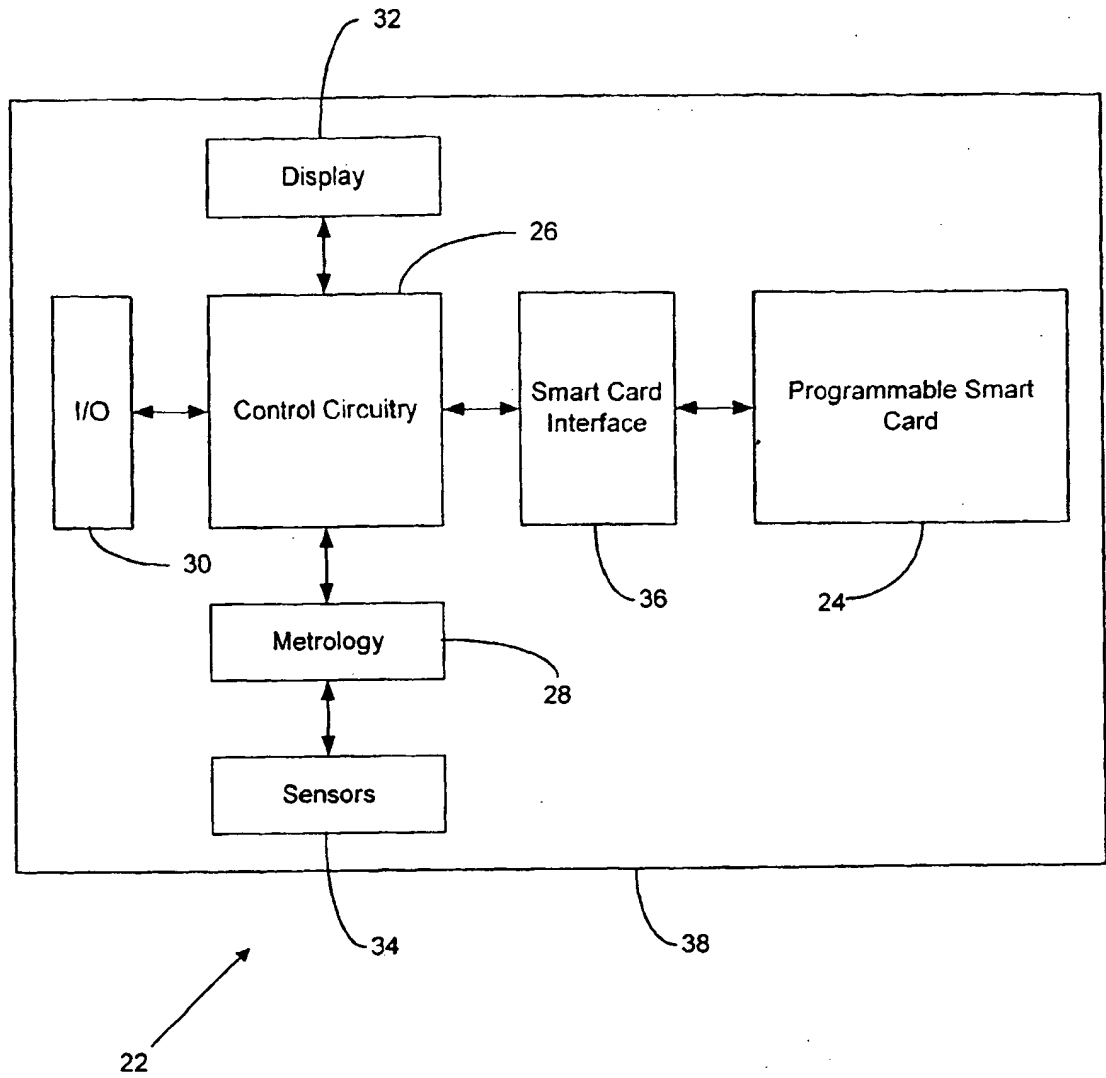 32
Display
26
I/O
Control Circuitry
Smart Card
Interface
Programmable Smart
Card
30
36
24
Metrology
28
Sensors
34
38
22